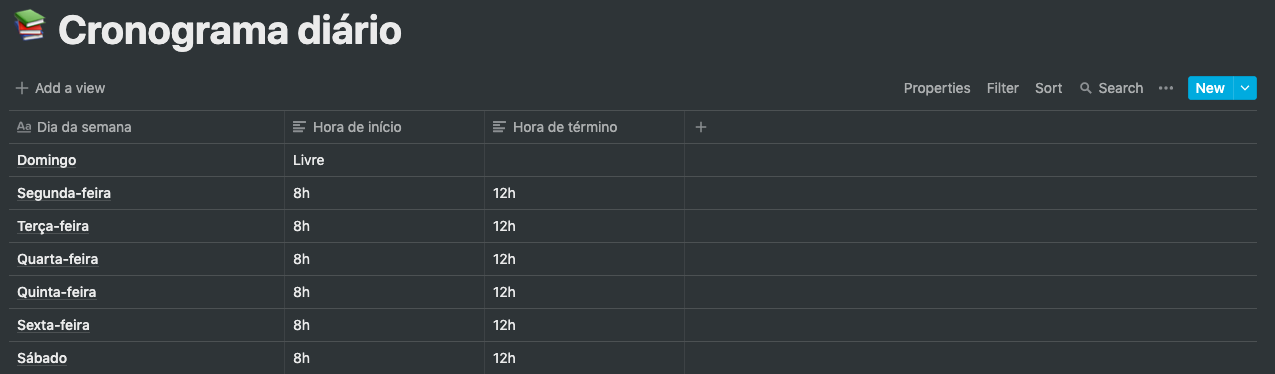 Cronograma diário
Add a view Properties Filter Sort Search New
Aa Dia da semana Hora de início Hora de término
Domingo Livre
Segunda-feira 8h 12h
Terça-feira 8h 12h
Quarta-feira 8h 12h
Quinta-feira 8h 12h
Sexta-feira 8h 12h
Sábado 8h 12h